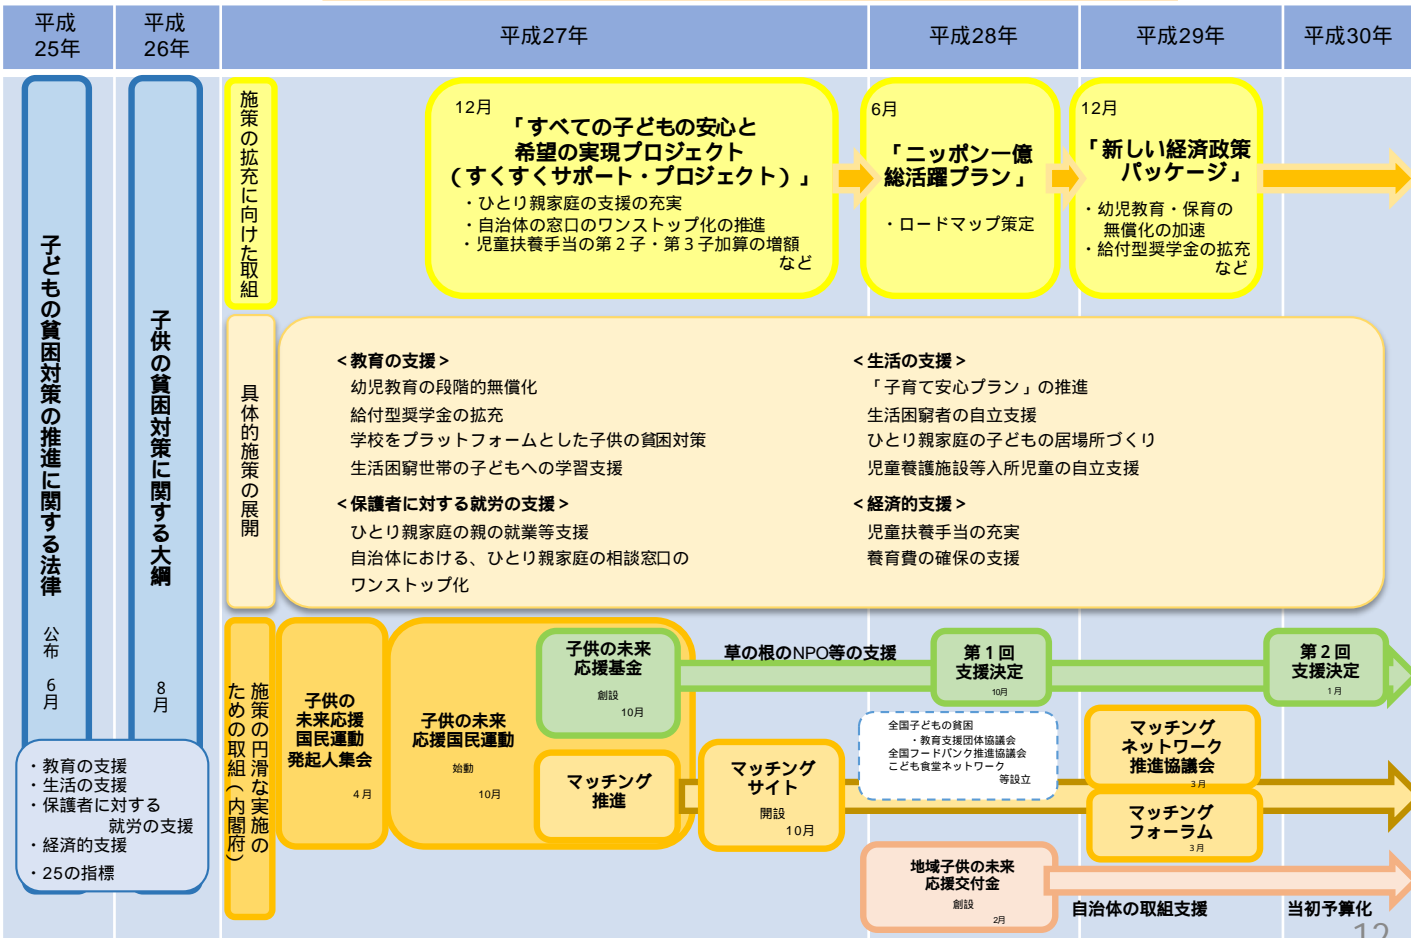 平成
25年
平成
26年
平成27年
平成28年
平成29年
平成30年
子どもの貧困対策の推進に関する法律
公布
6月
子供の貧困対策に関する大綱
8月
・教育の支援
・生活の支援
・保護者に対する
就労の支援
・経済的支援
・25の指標
施策の拡充に向けた取組
12月
「すべての子どもの安心と
希望の実現プロジェクト
(すくすくサポート・プロジェクト)」
・ひとり親家庭の支援の充実
・自治体の窓口のワンストップ化の推進
・児童扶養手当の第2子・第3子加算の増額
など
6月
「ニッポン一億
総活躍プラン」
・ロードマップ策定
12月
「新しい経済政策
パッケージ」
・幼児教育・保育の
無償化の加速
・給付型奨学金の拡充
など
具体的施策の展開
<教育の支援>
幼児教育の段階的無償化
給付型奨学金の拡充
学校をプラットフォームとした子供の貧困対策
生活困窮世帯の子どもへの学習支援
<保護者に対する就労の支援>
ひとり親家庭の親の就業等支援
自治体における、ひとり親家庭の相談窓口の
ワンストップ化
<生活の支援>
「子育て安心プラン」の推進
生活困窮者の自立支援
ひとり親家庭の子どもの居場所づくり
児童養護施設等入所児童の自立支援
<経済的支援>
児童扶養手当の充実
養育費の確保の支援
施策の円滑な実施の
ための取組(内閣府)
子供の
未来応援
国民運動
発起人集会
4月
子供の未来
応援国民運動
始動
10月
子供の未来
応援基金
創設
10月
マッチング
推進
草の根のNPO等の支援
第1回
支援決定
10月
第2回
支援決定
1月
マッチング
サイト
開設
10月
全国子どもの貧困
・教育支援団体協議会
全国フードバンク推進協議会
こども食堂ネットワーク
等設立
マッチング
ネットワーク
推進協議会
3月
マッチング
フォーラム
3月
地域子供の未来
応援交付金
創設
2月
自治体の取組支援
当初予算化
12